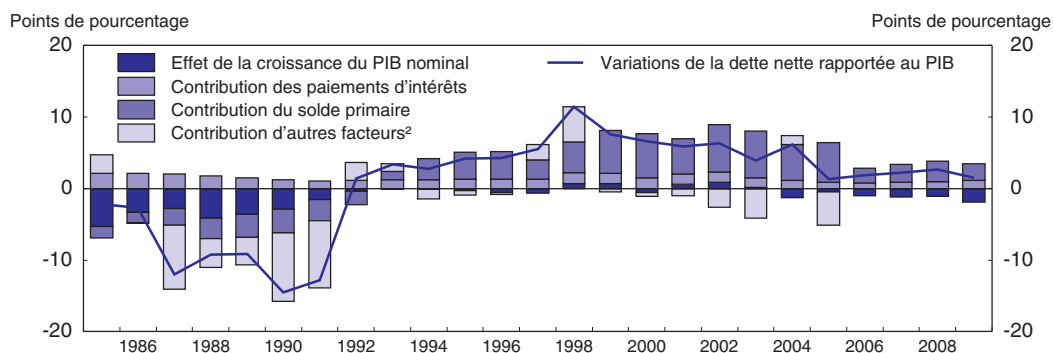 Points de pourcentage Points de pourcentage
20 20
Effet de la croissance du PIB nominal Variations de la dette nette rapportée au PIB
Contribution des paiements d'intérêts
Contribution du solde primaire
10 10
Contribution d'autres facteurs²
0 0
-10 -10
-20 -20
1986 1988 1990 1992 1994 1996 1998 2000 2002 2004 2006 2008